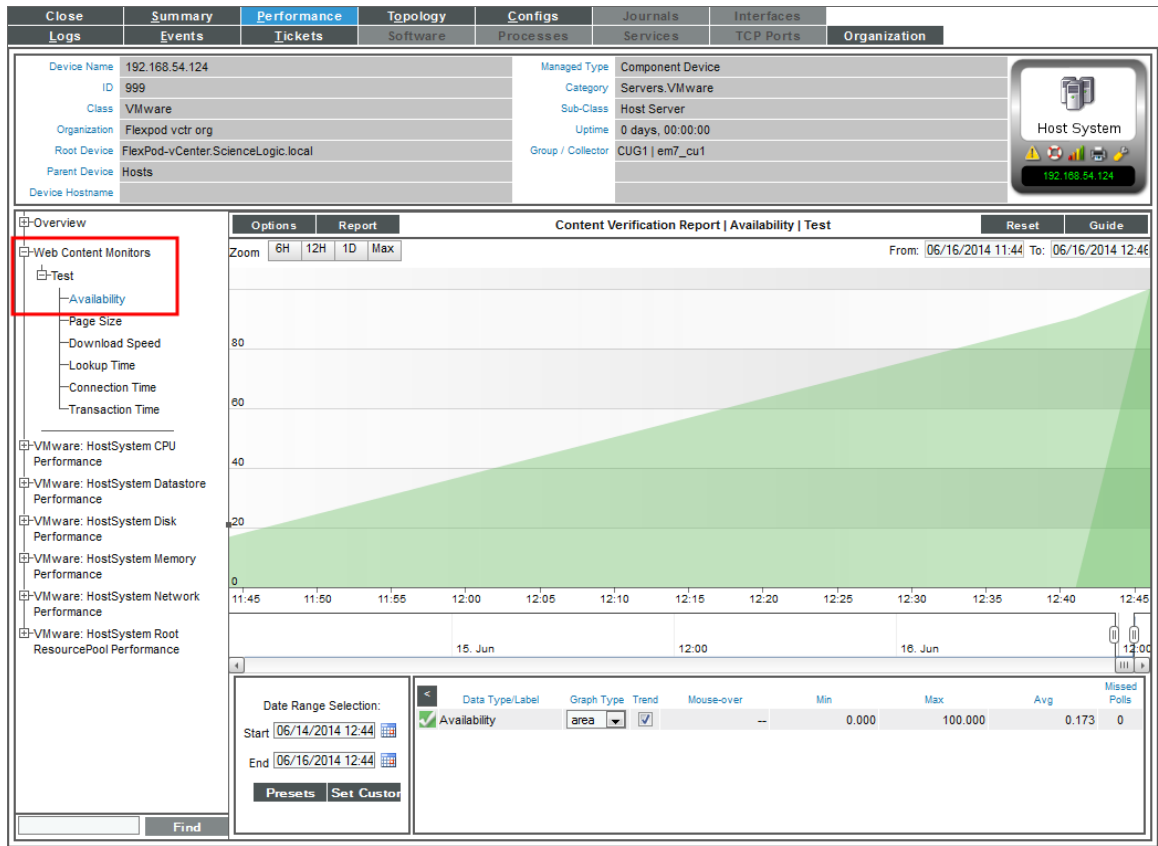 Close Summary Performance Topology Configs Journals Interfaces
Logs Events Tickets Software Processes Services TCP Ports Organization
Device Name 192.168.54.124 Managed Type Component Device
ID 999 Category Servers.VMware
Class VMware Sub-Class Host Server
Organization Flexpod vctr org Uptime 0 days, 00:00:00
Root Device FlexPod-vCenter.ScienceLogic.local Group / Collector CUG1 | em7_cu1
Parent Device Hosts
Device Hostname
Host System
192.168.54.124
Overview
Web Content Monitors
Test
Availability
Page Size
Download Speed
Lookup Time
Connection Time
Transaction Time
VMware: HostSystem CPU
Performance
VMware: HostSystem Datastore
Performance
VMware: HostSystem Disk
Performance
VMware: HostSystem Memory
Performance
VMware: HostSystem Network
Performance
VMware: HostSystem Root
ResourcePool Performance
Find
Options Report Content Verification Report | Availability | Test Reset Guide
Zoom 6H 12H 1D Max From: 06/16/2014 11:44 To: 06/16/2014 12:46
80
60
40
20
0
11:45 11:50 11:55 12:00 12:05 12:10 12:15 12:20 12:25 12:30 12:35 12:40 12:45
15. Jun 12:00 16. Jun 12:00
Date Range Selection:
Start 06/14/2014 12:44
End 06/16/2014 12:44
Presets Set Custor
< Data Type/Label Graph Type Trend Mouse-over Min Max Avg Missed Polls
Availability area -- 0.000 100.000 0.173 0